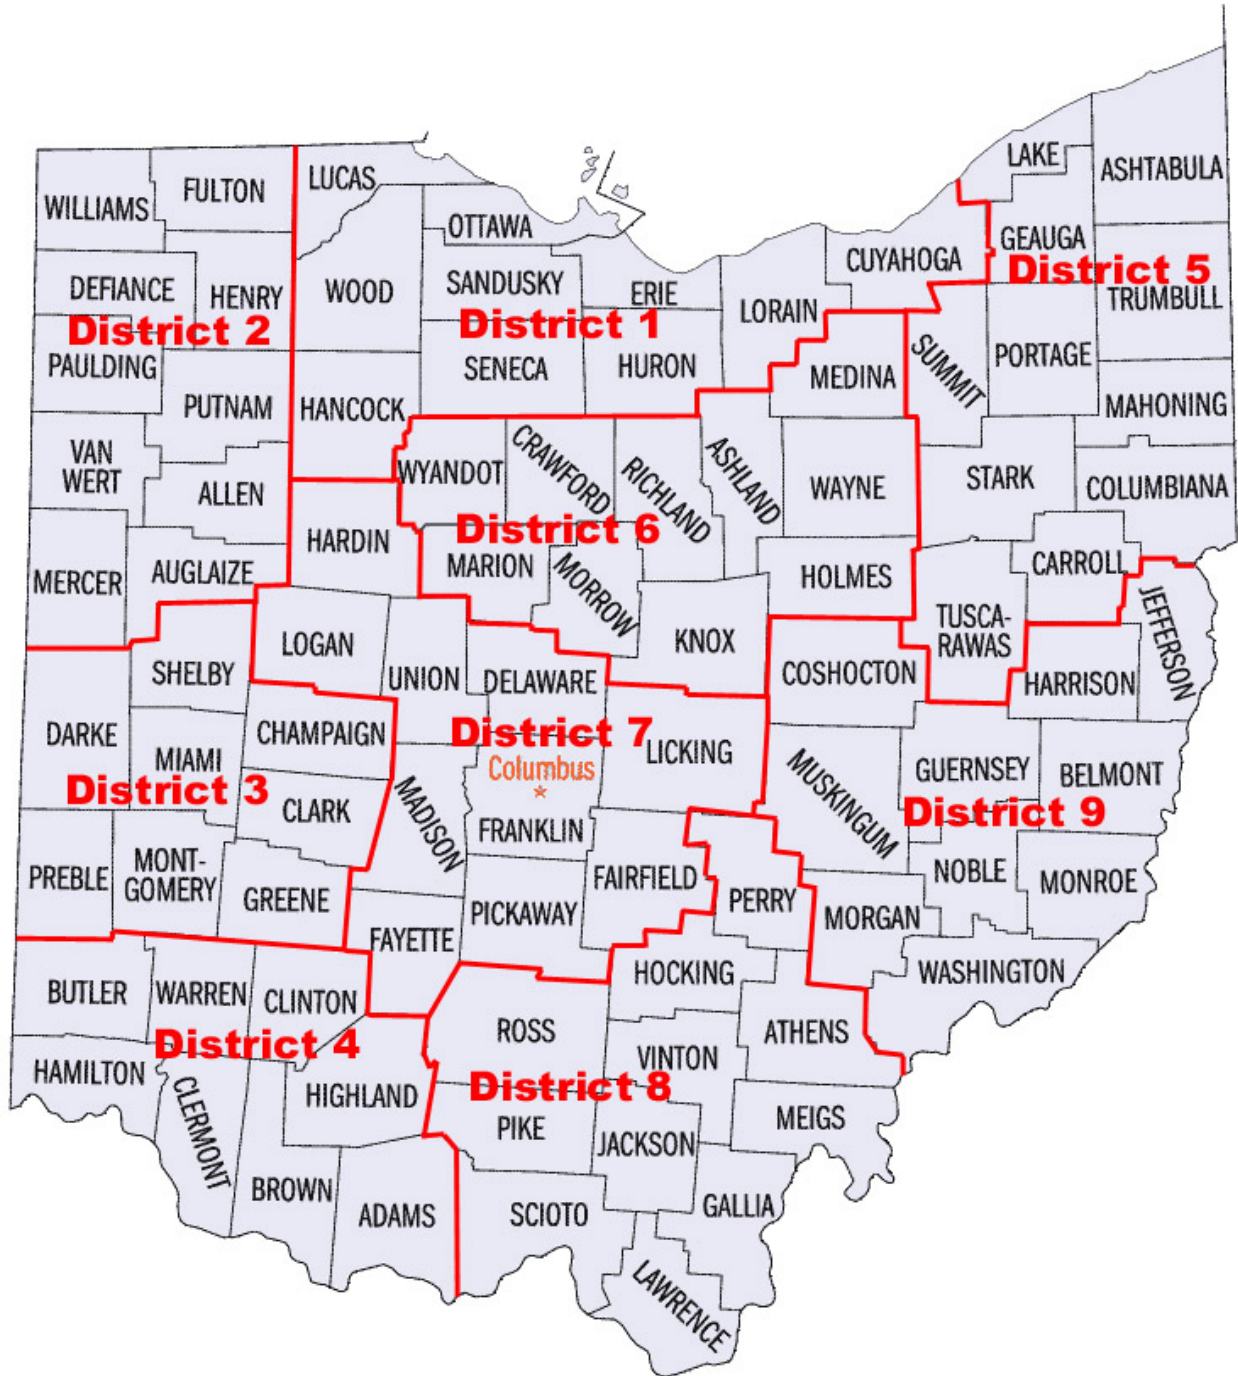 LAKE
ASHTABULA
LUCAS
FULTON
WILLIAMS
OTTAWA
GEAUGA
CUYAHOGA
District 5
SANDUSKY
WOOD
ERIE
DEFIANCE
HENRY
TRUMBULL
LORAIN
District 2
District 1
PAULDING
SENECA
HURON
SUMMIT
PORTAGE
MEDINA
PUTNAM
HANCOCK
MAHONING
VAN
WERT
WYANDOT
CRAWFORD
RICHLAND
ASHLAND
WAYNE
STARK
COLUMBIANA
ALLEN
District 6
HARDIN
MARION
MORROW
HOLMES
CARROLL
MERCER
AUGLAIZE
JEFFERSON
TUSCA-
RAWAS
LOGAN
KNOX
SHELBY
UNION
DELAWARE
COSHOCTON
HARRISON
DARKE
CHAMPAIGN
District 7
LICKING
MIAMI
Columbus
MUSKINGUM
GUERNSEY
BELMONT
District 3
CLARK
MADISON
FRANKLIN
District 9
PREBLE
MONT-
GOMERY
GREENE
FAIRFIELD
PERRY
NOBLE
MONROE
PICKAWAY
MORGAN
FAYETTE
HOCKING
WASHINGTON
BUTLER
WARREN
CLINTON
ROSS
ATHENS
District 4
VINTON
HAMILTON
District 8
CLERMONT
HIGHLAND
PIKE
JACKSON
MEIGS
BROWN
ADAMS
SCIOTO
GALLIA
LAWRENCE